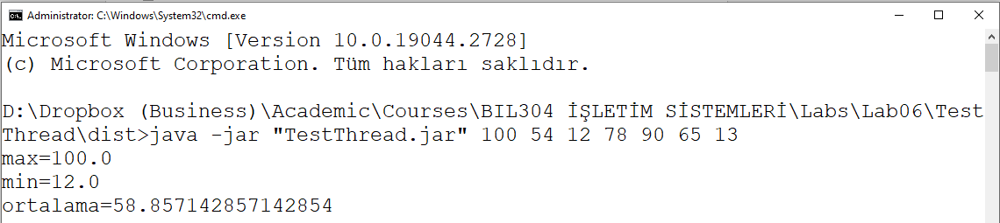 Administrator: C:\Windows\System32\cmd.exe
Microsoft Windows [Version 10.0.19044.2728]
(c) Microsoft Corporation. Tüm hakları saklıdır.
D:\Dropbox (Business)\Academic\Courses\BIL304 İŞLETİM SİSTEMLERİ\Labs\Lab06\Test
Thread\dist>java -jar "TestThread.jar" 100 54 12 78 90 65 13
max=100.0
min=12.0
ortalama=58.857142857142854